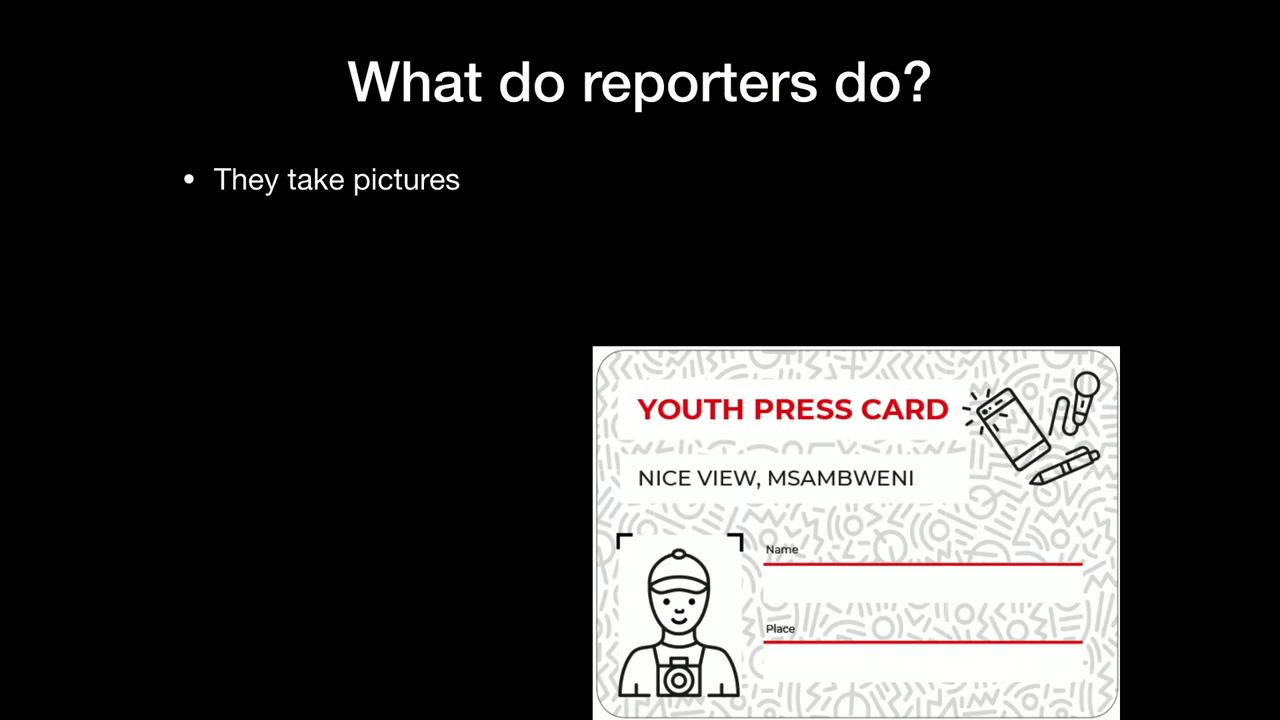 What do reporters do?
• They take pictures
YOUTH PRESS CARD
NICE VIEW, MSAMBWENI
Name
Place